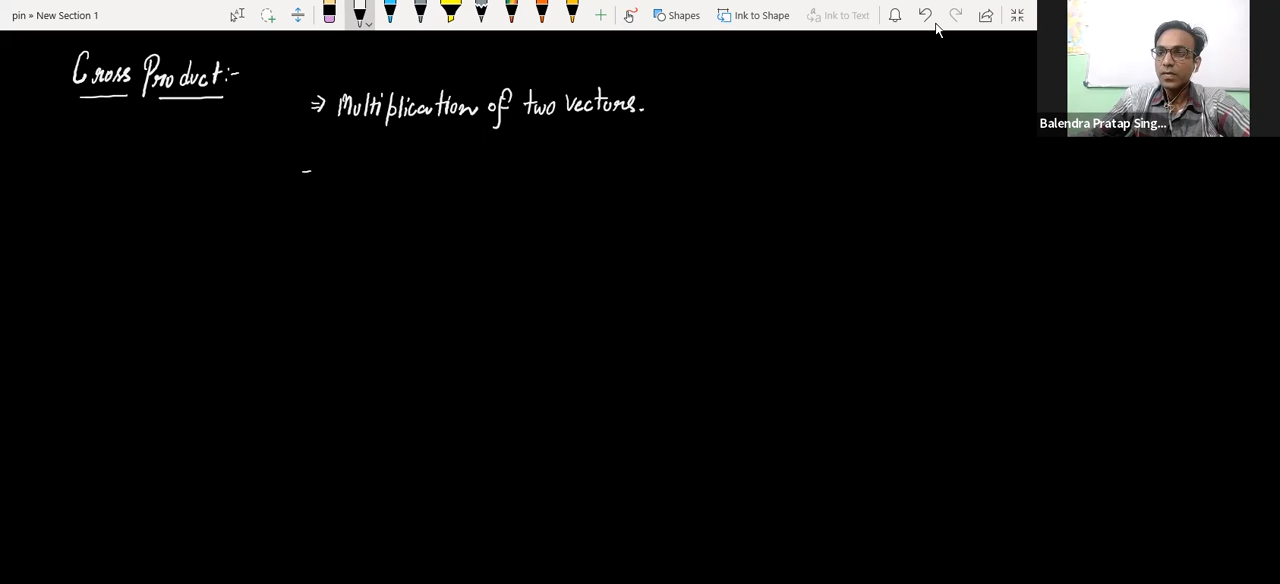 pin » New Section 1
Shapes
Ink to Shape
Ink to Text
Cross Product:-
⇒ Multiplication of two vectors.
Balendra Pratap Sing...